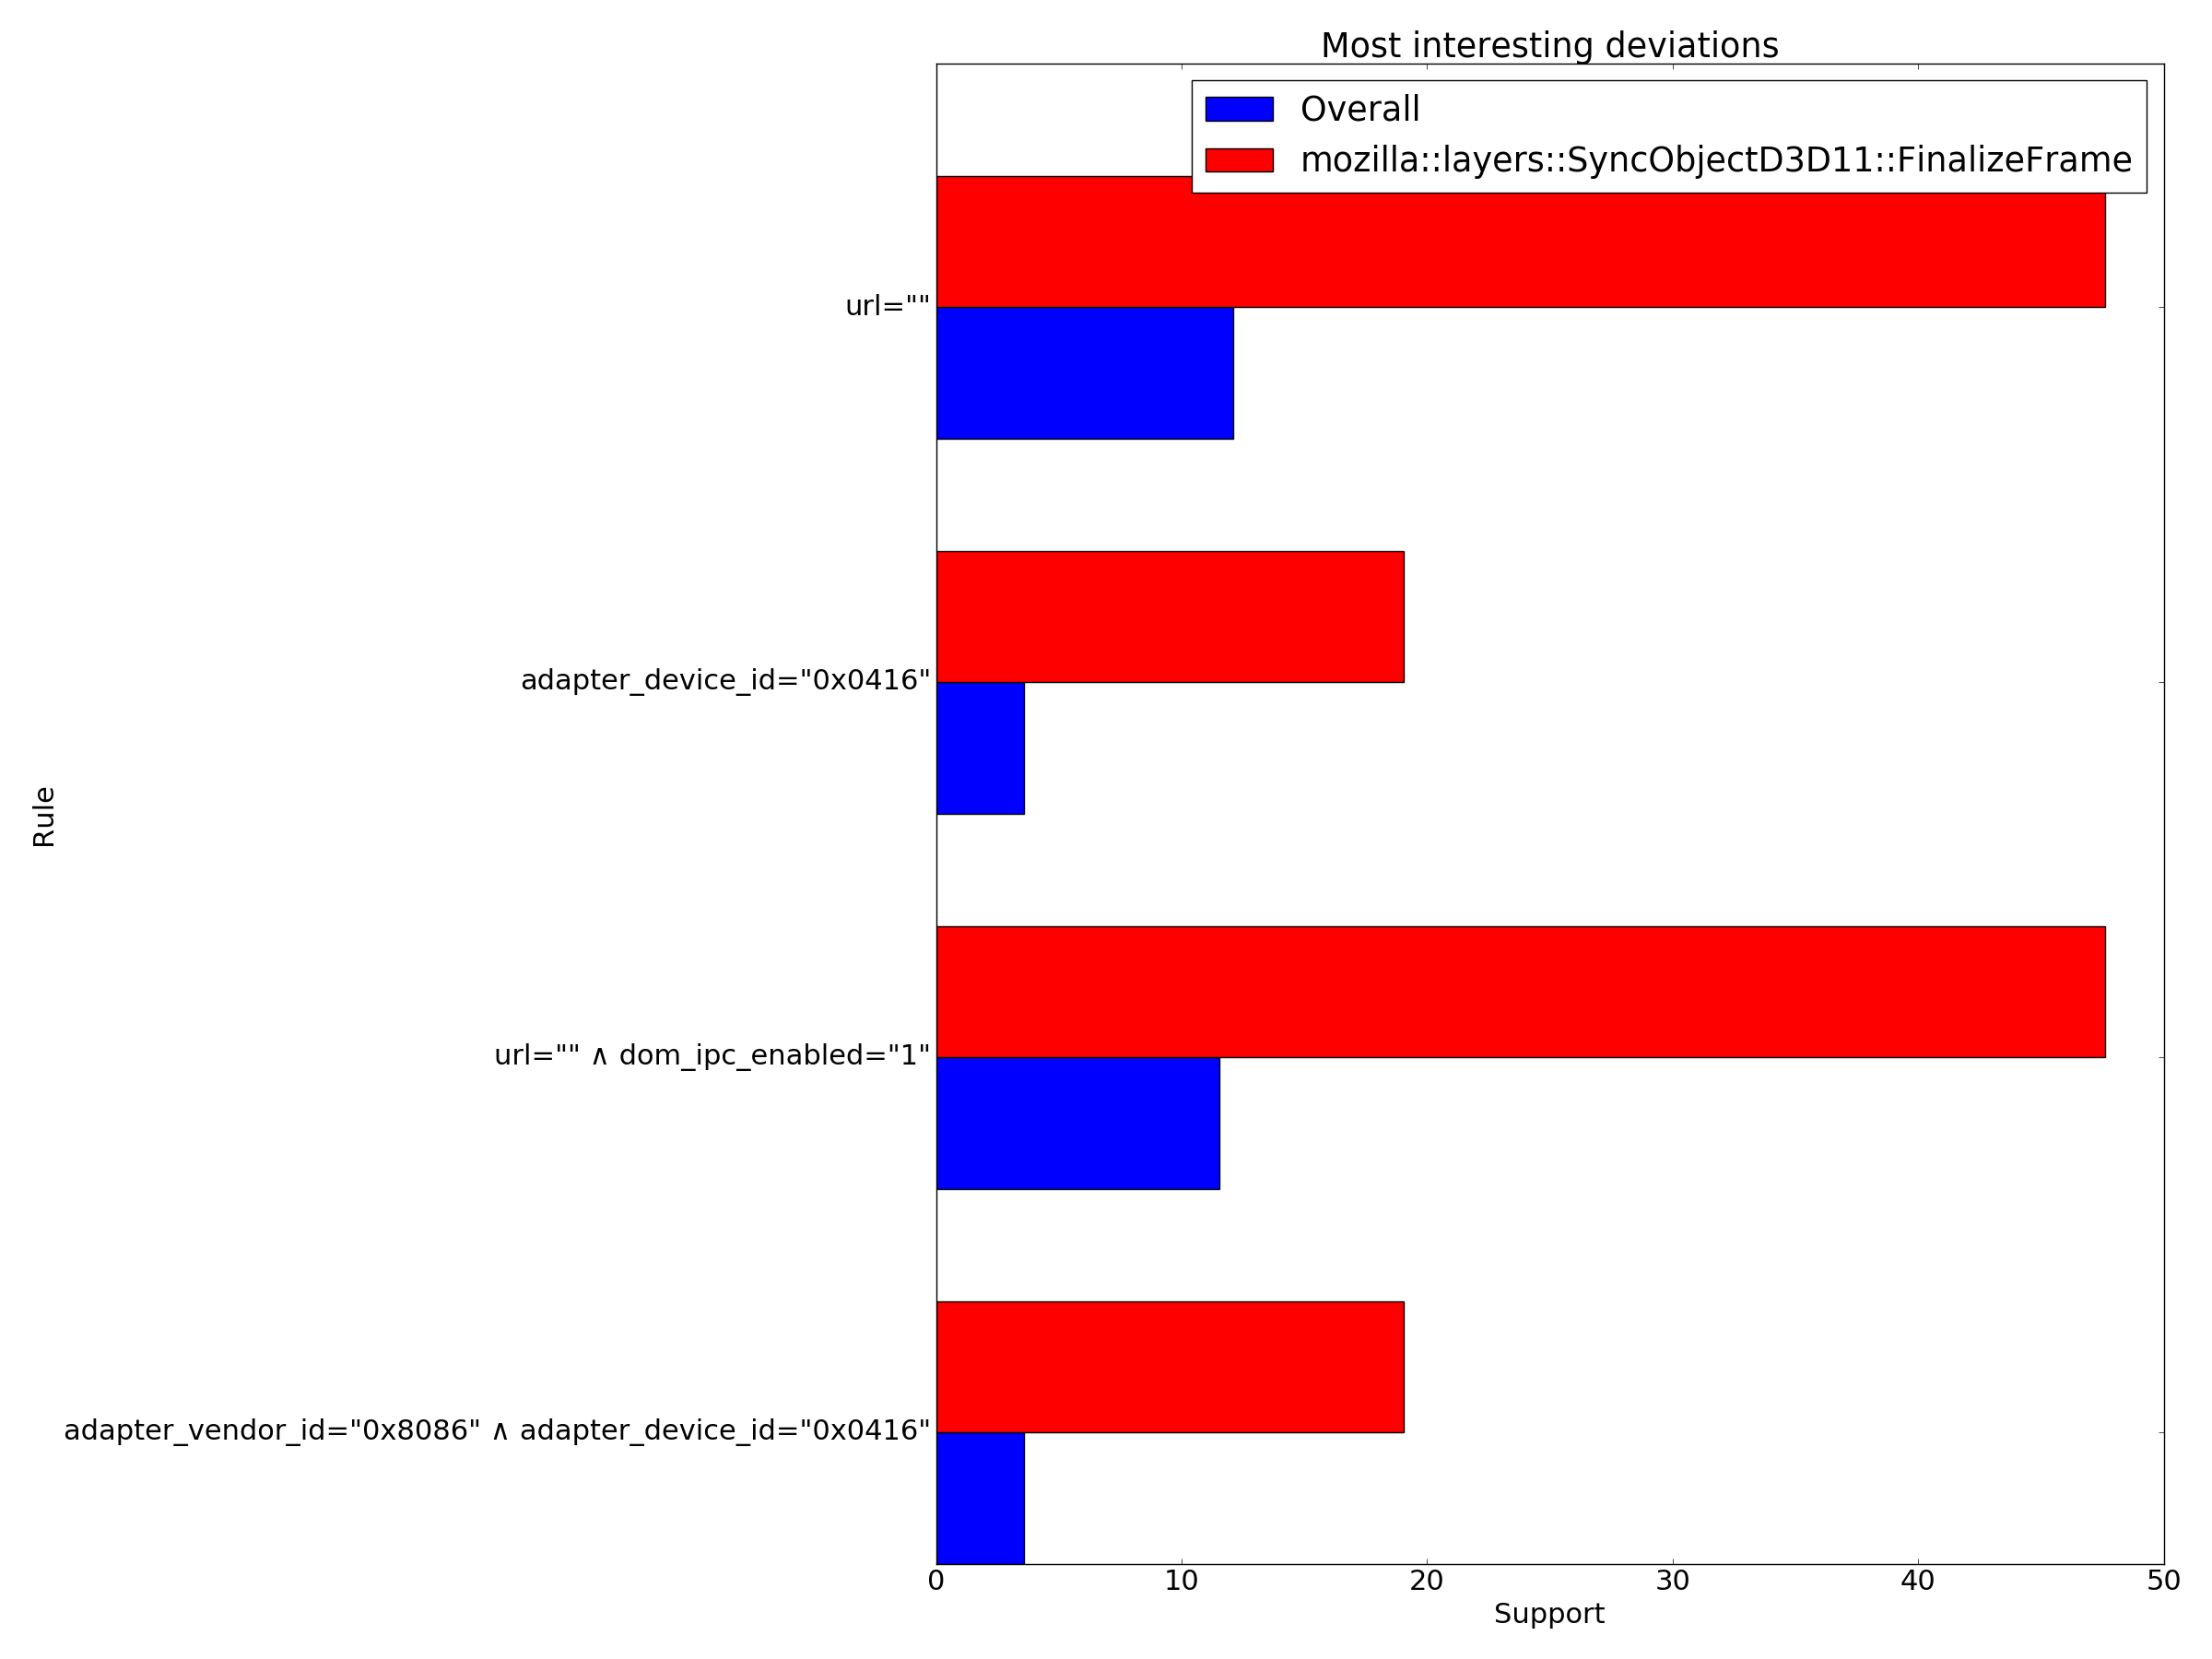 Most interesting deviations
Overall
mozilla::layers::SyncObjectD3D11::FinalizeFrame
url=""
adapter_device_id="0x0416"
Rule
url="" ∧ dom_ipc_enabled="1"
adapter_vendor_id="0x8086" ∧ adapter_device_id="0x0416"
0 10 20 30 40 50
Support